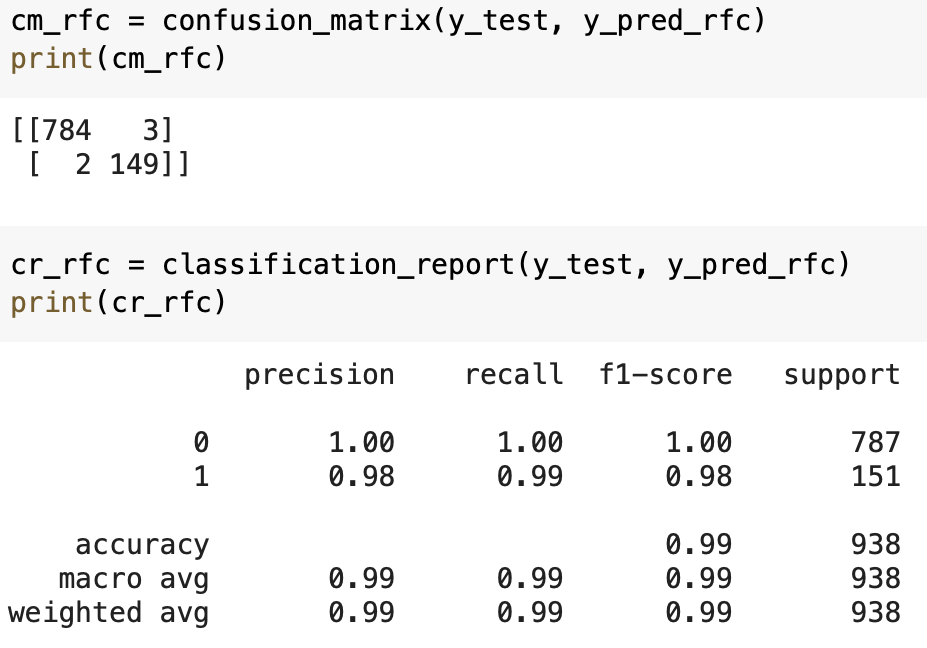 cm_rfc = confusion_matrix(y_test, y_pred_rfc)
print(cm_rfc)
[[784   3]
 [  2 149]]
cr_rfc = classification_report(y_test, y_pred_rfc)
print(cr_rfc)
              precision    recall  f1-score   support
           0       1.00      1.00      1.00       787
           1       0.98      0.99      0.98       151
    accuracy                           0.99       938
   macro avg       0.99      0.99      0.99       938
weighted avg       0.99      0.99      0.99       938